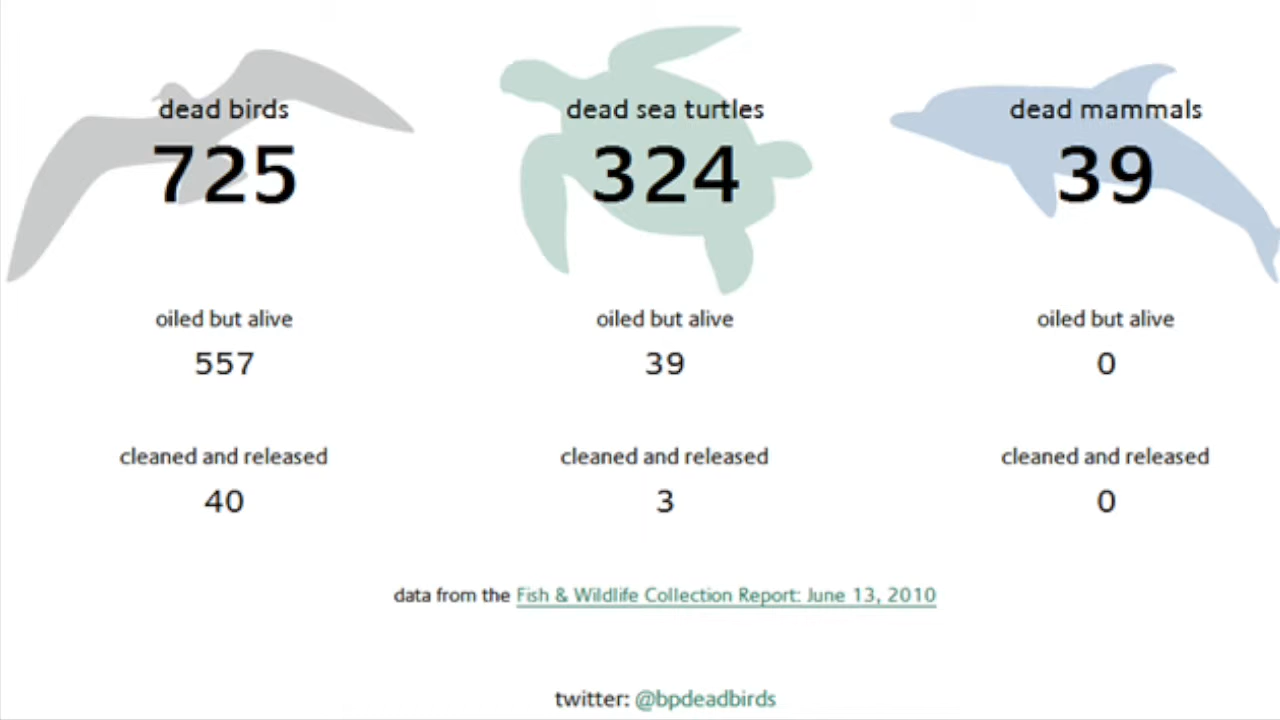 dead birds
725
dead sea turtles
324
dead mammals
39
oiled but alive
557
oiled but alive
39
oiled but alive
0
cleaned and released
40
cleaned and released
3
cleaned and released
0
data from the Fish & Wildlife Collection Report: June 13, 2010
twitter: @bpdeadbirds